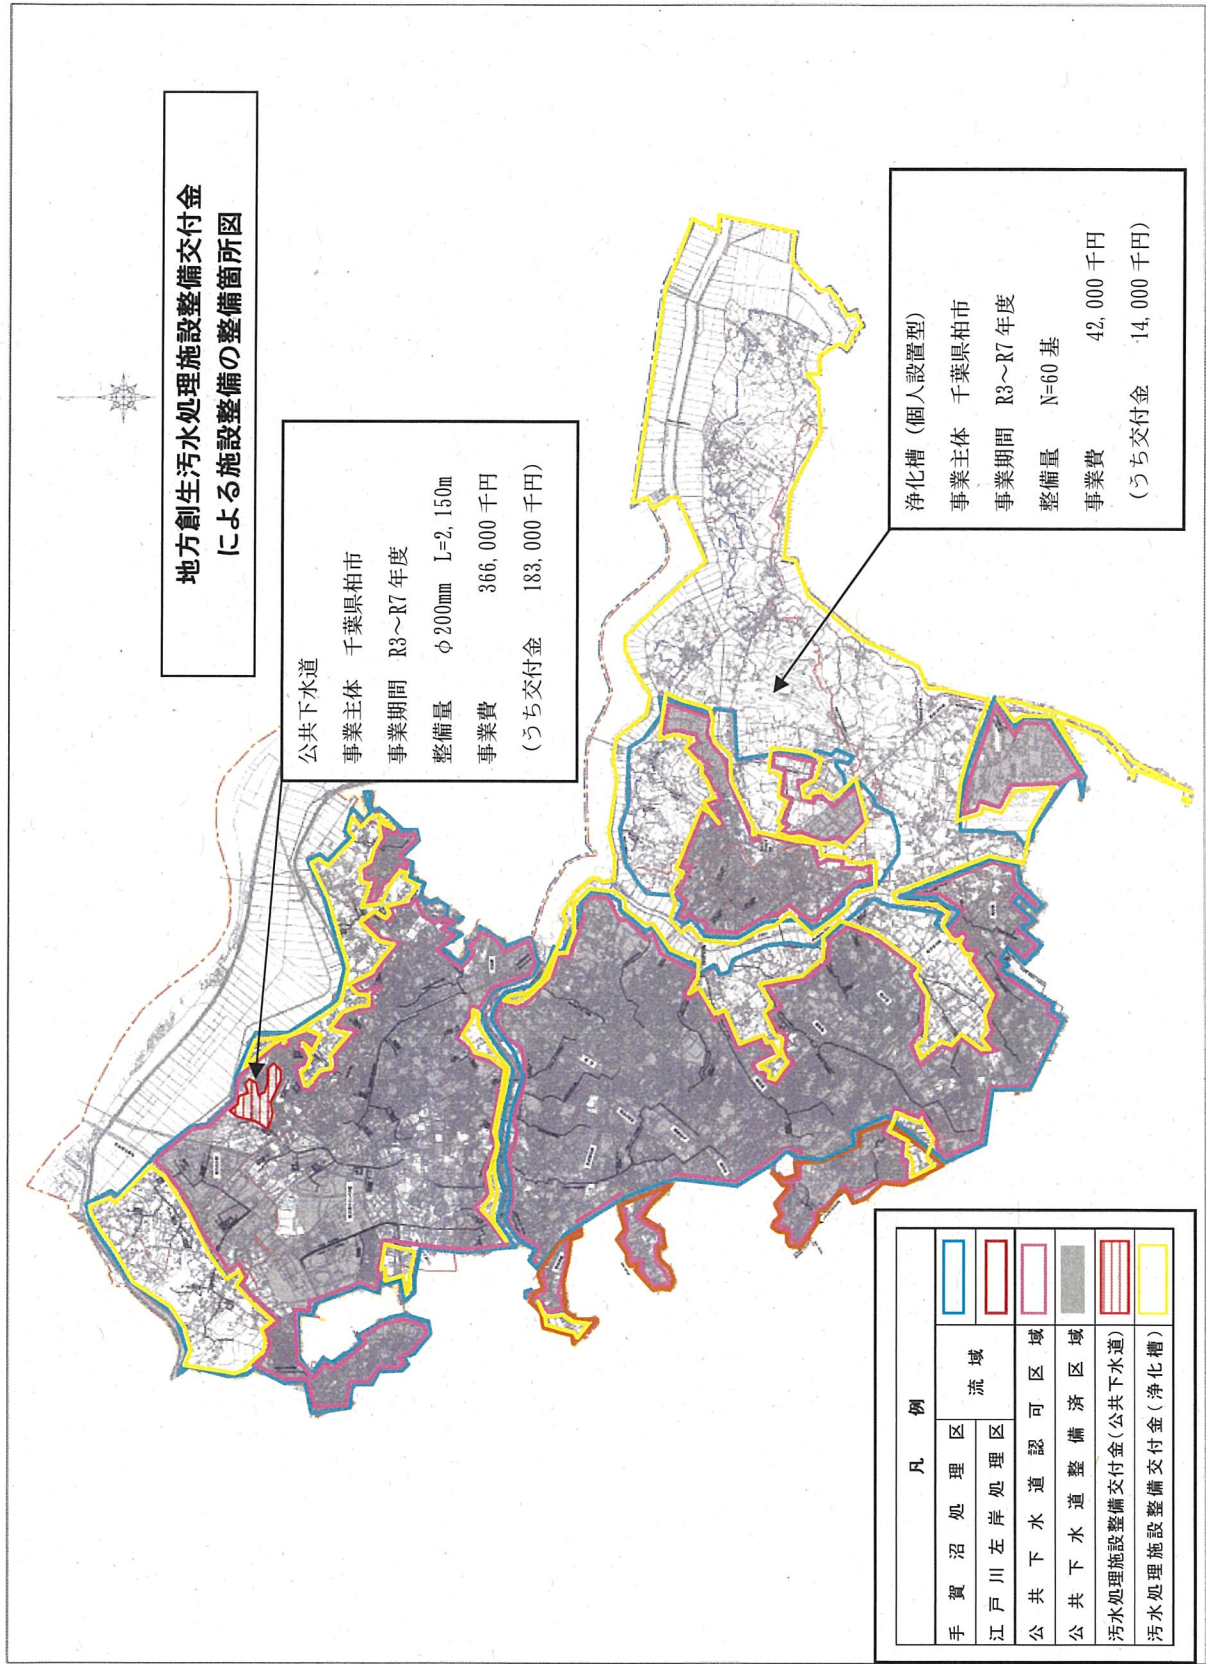 地方創生汚水処理施設整備交付金
による施設整備の整備箇所図
公共下水道
事業主体 千葉県柏市
事業期間 R3～R7年度
整備量 φ200mm L=2,150m
事業費 366,000千円
(うち交付金 183,000千円)
浄化槽（個人設置型）
事業主体 千葉県柏市
事業期間 R3～R7年度
整備量 N=60基
事業費 42,000千円
(うち交付金 14,000千円)
凡例
手賀沼処理区
流域
江戸川左岸処理区
公共下水道認可区域
公共下水道整備済区域
汚水処理施設整備交付金(公共下水道)
汚水処理施設整備交付金(浄化槽)